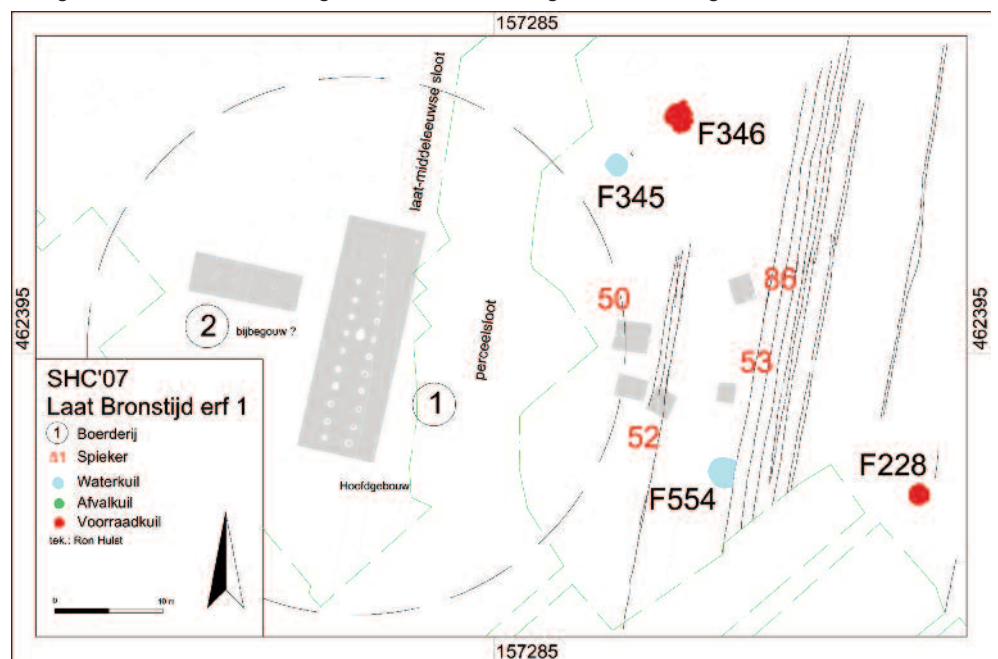 157285
laat-middeleeuwse sloot
F346
F345
462395
462395
50
86
2
bijbegouw ?
perceelsloot
53
1
52
Hoofdgebouw
F554
F228
SHC'07
Laat Bronstijd erf 1
1 Boerderij
51 Spieker
Waterkuil
Afvalkuil
Voorraadkuil
tek.: Ron Hulst
0 10 m
157285